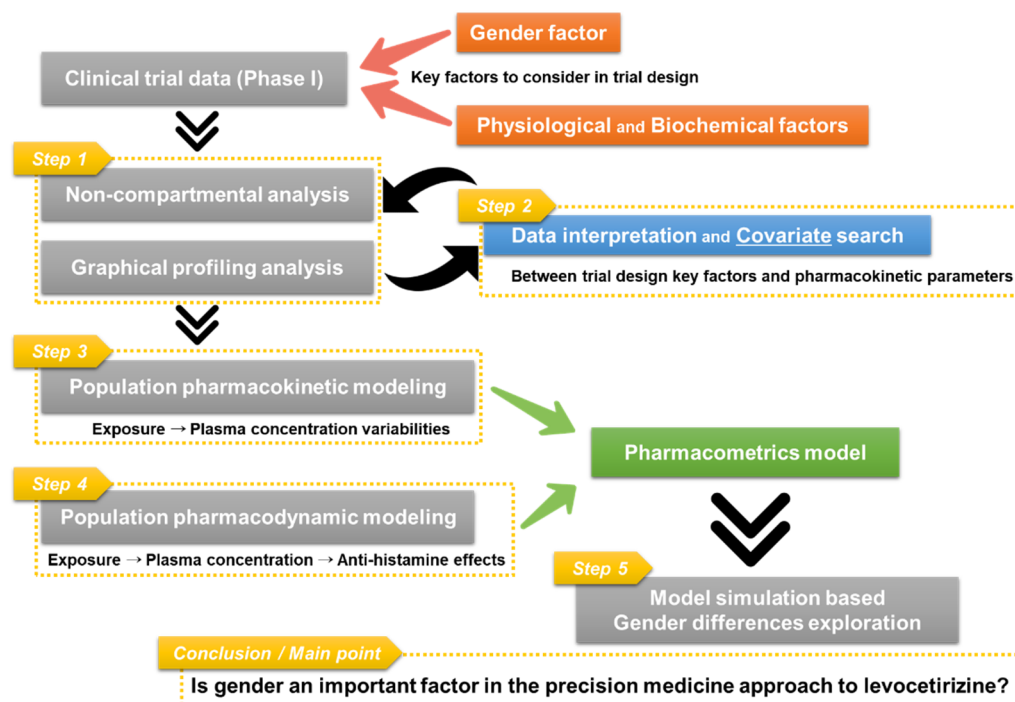 Gender factor
Clinical trial data (Phase I)
Key factors to consider in trial design
Physiological and Biochemical factors
Step 1
Non-compartmental analysis
Graphical profiling analysis
Step 2
Data interpretation and Covariate search
Between trial design key factors and pharmacokinetic parameters
Step 3
Population pharmacokinetic modeling
Exposure → Plasma concentration variabilities
Step 4
Population pharmacodynamic modeling
Exposure → Plasma concentration → Anti-histamine effects
Pharmacometrics model
Step 5
Model simulation based
Gender differences exploration
Conclusion / Main point
Is gender an important factor in the precision medicine approach to levocetirizine?